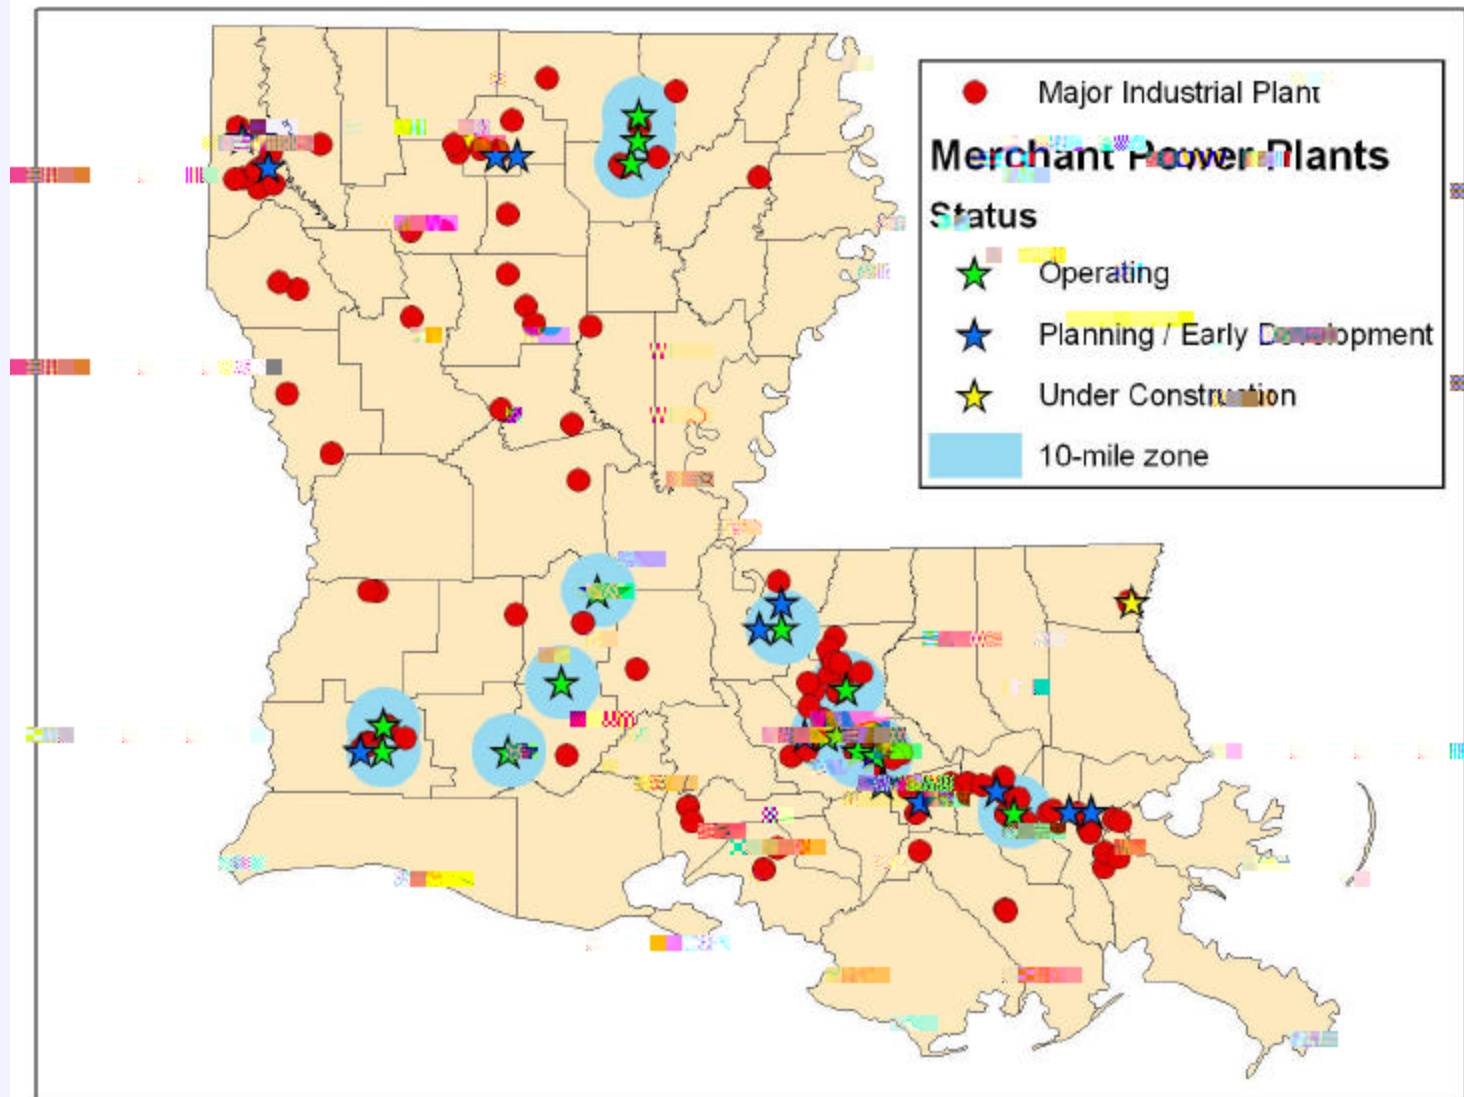 Major Industrial Plant
Merchant Power Plants
Status
Operating
Planning / Early Development
Under Construction
10-mile zone